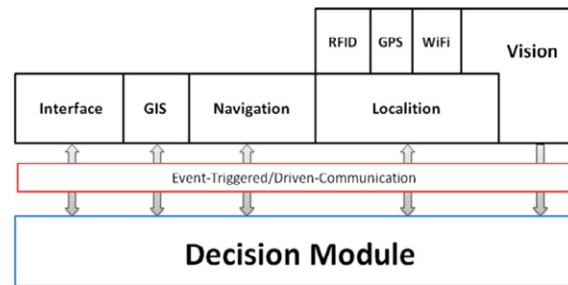 RFID GPS WiFi Vision
Interface GIS Navigation Localition
Event-Triggered/Driven-Communication
Decision Module